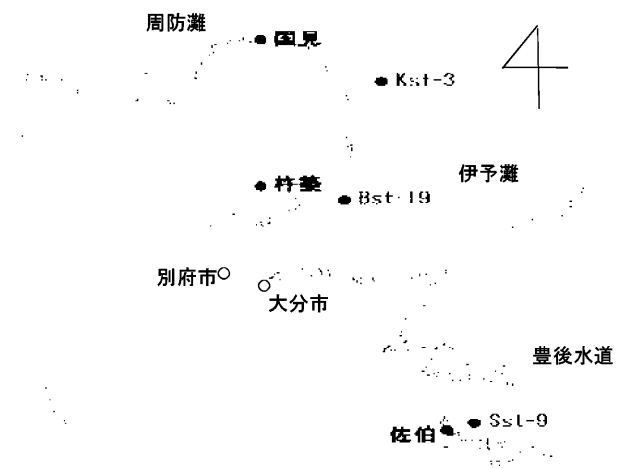 周防灘
国見
Kst-3
杵築
Bst-19
伊予灘
別府市
大分市
豊後水道
佐伯
Sst-9